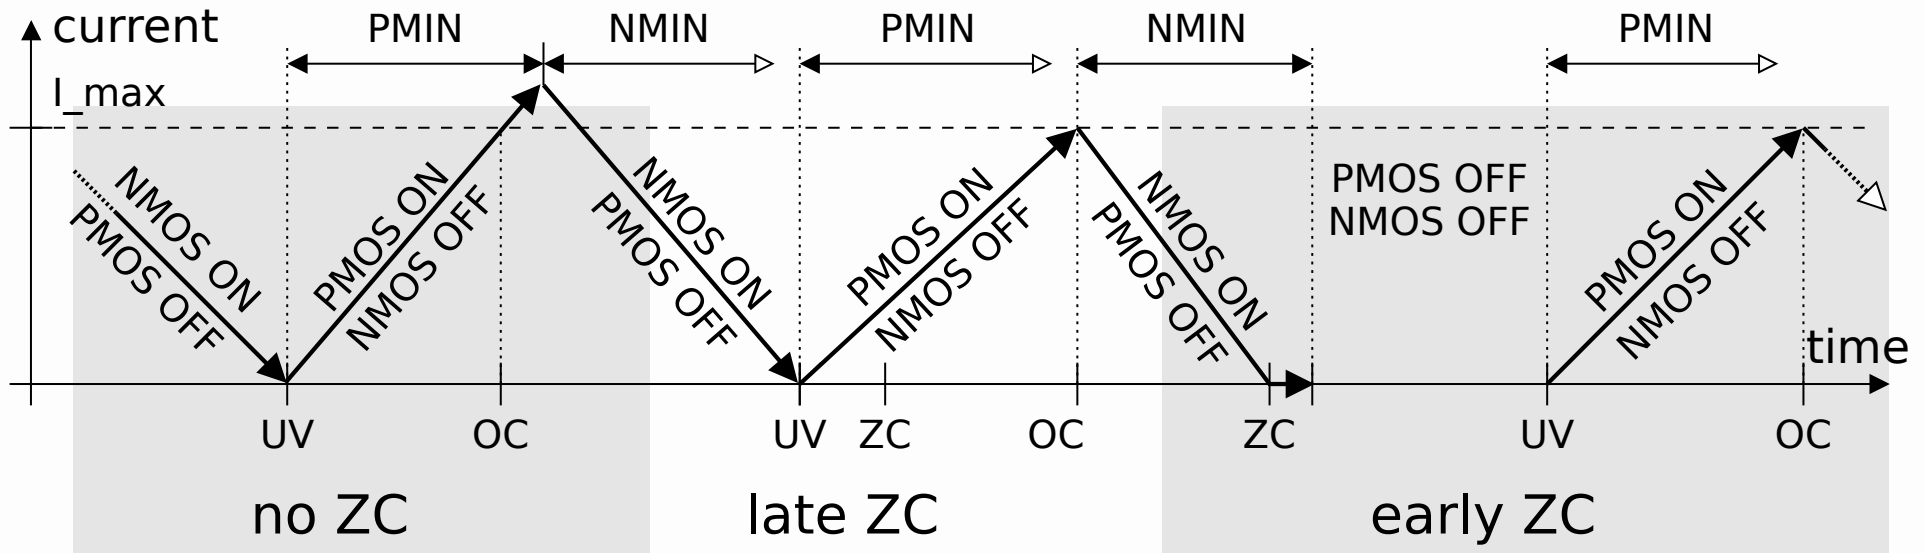 current
PMIN
NMIN
PMIN
NMIN
PMIN
I_max
NMOS ON
PMOS OFF
PMOS ON
NMOS OFF
NMOS ON
PMOS OFF
PMOS ON
NMOS OFF
NMOS ON
PMOS OFF
PMOS OFF
NMOS OFF
PMOS ON
NMOS OFF
time
UV
OC
UV
ZC
OC
ZC
UV
OC
no ZC
late ZC
early ZC